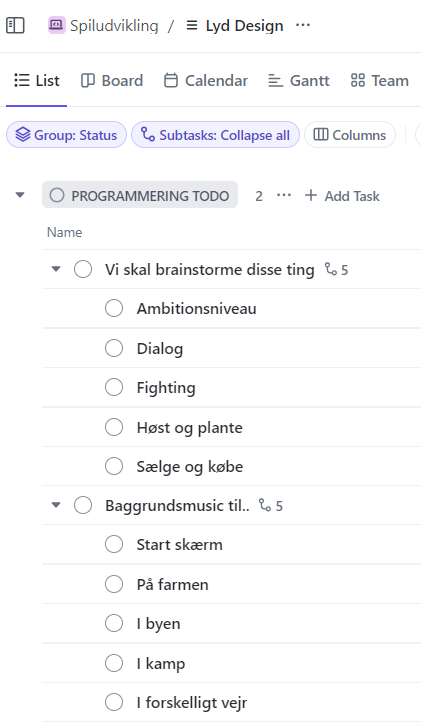 Spiludvikling / Lyd Design ···
List Board Calendar Gantt Team
Group: Status Subtasks: Collapse all Columns
PROGRAMMERING TODO 2 ··· + Add Task
Name
Vi skal brainstorme disse ting 5
Ambitionsniveau
Dialog
Fighting
Høst og plante
Sælge og købe
Baggrundsmusic til.. 5
Start skærm
På farmen
I byen
I kamp
I forskelligt vejr